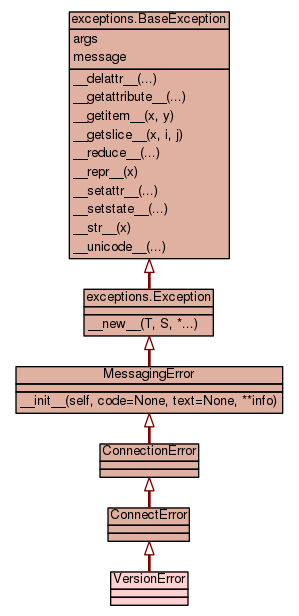 exceptions.BaseException
args
message
__delattr__(...)
__getattribute__(...)
__getitem__(x, y)
__getslice__(x, i, j)
__reduce__(...)
__repr__(x)
__setattr__(...)
__setstate__(...)
__str__(x)
__unicode__(...)
exceptions.Exception
__new__(T, S, *...)
MessagingError
__init__(self, code=None, text=None, **info)
ConnectionError
ConnectError
VersionError